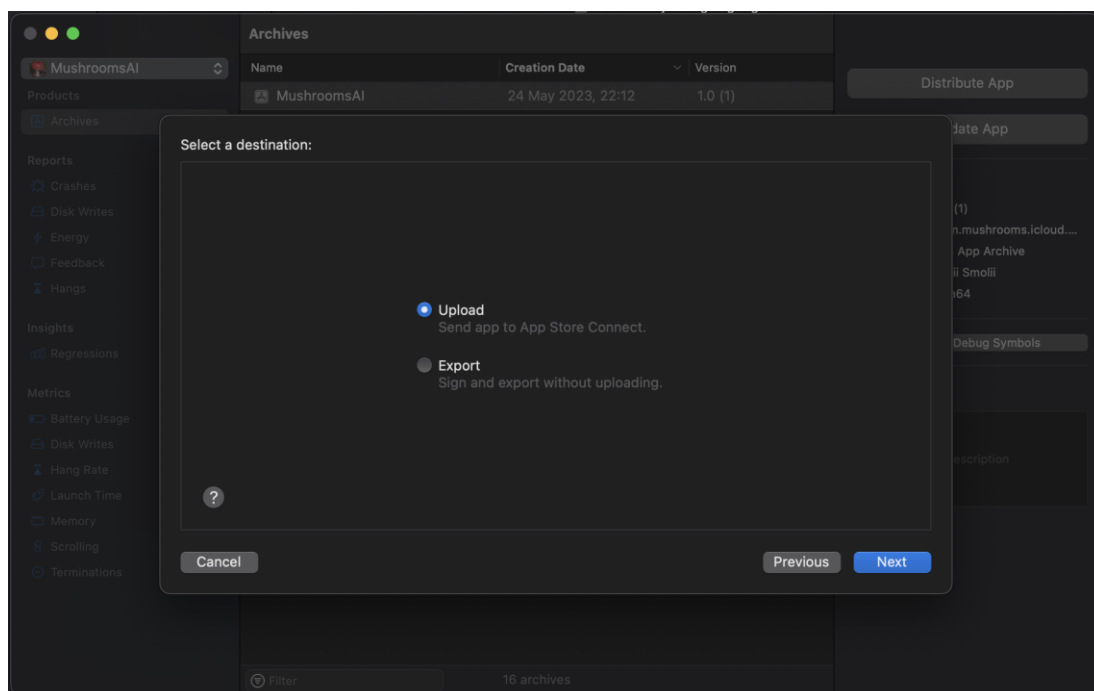 Archives
MushroomsAI
Name Creation Date Version
Products
MushroomsAI 24 May 2023, 22:12 1.0 (1)
Distribute App
Archives
date App
Select a destination:
Reports
Crashes
Disk Writes
(1)
Energy
n.mushrooms.icloud....
App Archive
Feedback
ii Smolii
Hangs
Upload
Send app to App Store Connect.
Insights
Debug Symbols
Regressions
Export
Sign and export without uploading.
Metrics
Battery Usage
Disk Writes
escription
Hang Rate
Launch Time
?
Memory
Scrolling
Cancel Previous Next
Terminations
Filter 16 archives